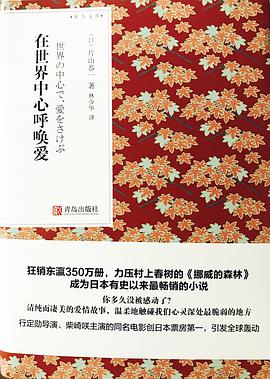 在世界中心呼唤爱
世界の中心で、愛をさけぶ
〔日〕片山恭一 著
林少华 译
青岛出版社
狂销东瀛350万册,力压村上春树的《挪威的森林》
成为日本有史以来最畅销的小说
你多久没被感动了?
清纯而凄美的爱情故事,温柔地触碰我们心灵深处最脆弱的地方
行定勋导演、柴崎咲主演的同名电影创日本票房第一,引发全球轰动